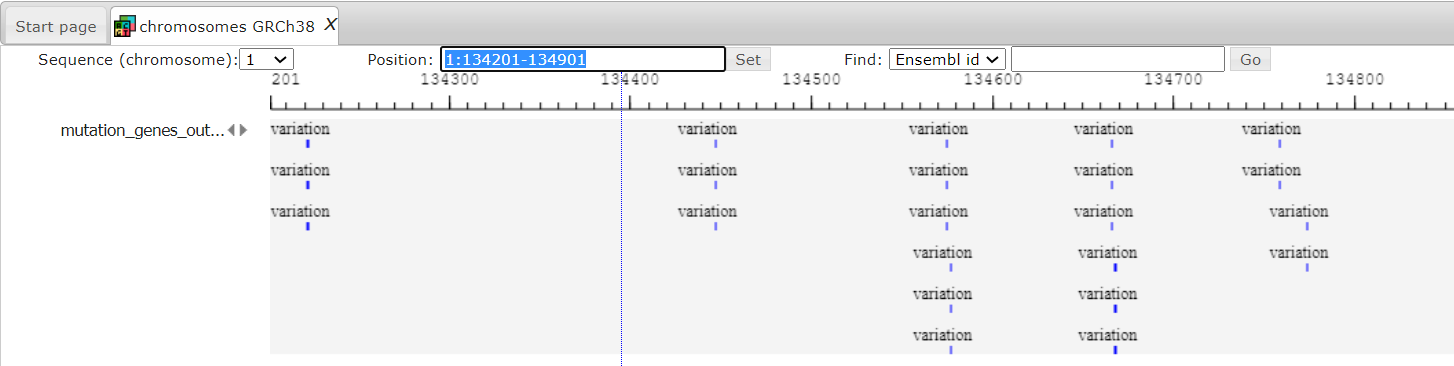 Start page chromosomes GRCh38 X
Sequence (chromosome): 1 Position: 1:134201-134901 Set Find: Ensembl id Go
201 134300 134400 134500 134600 134700 134800
mutation_genes_out... variation variation variation variation variation
variation variation variation variation variation
variation variation variation variation variation
variation variation variation
variation variation
variation variation